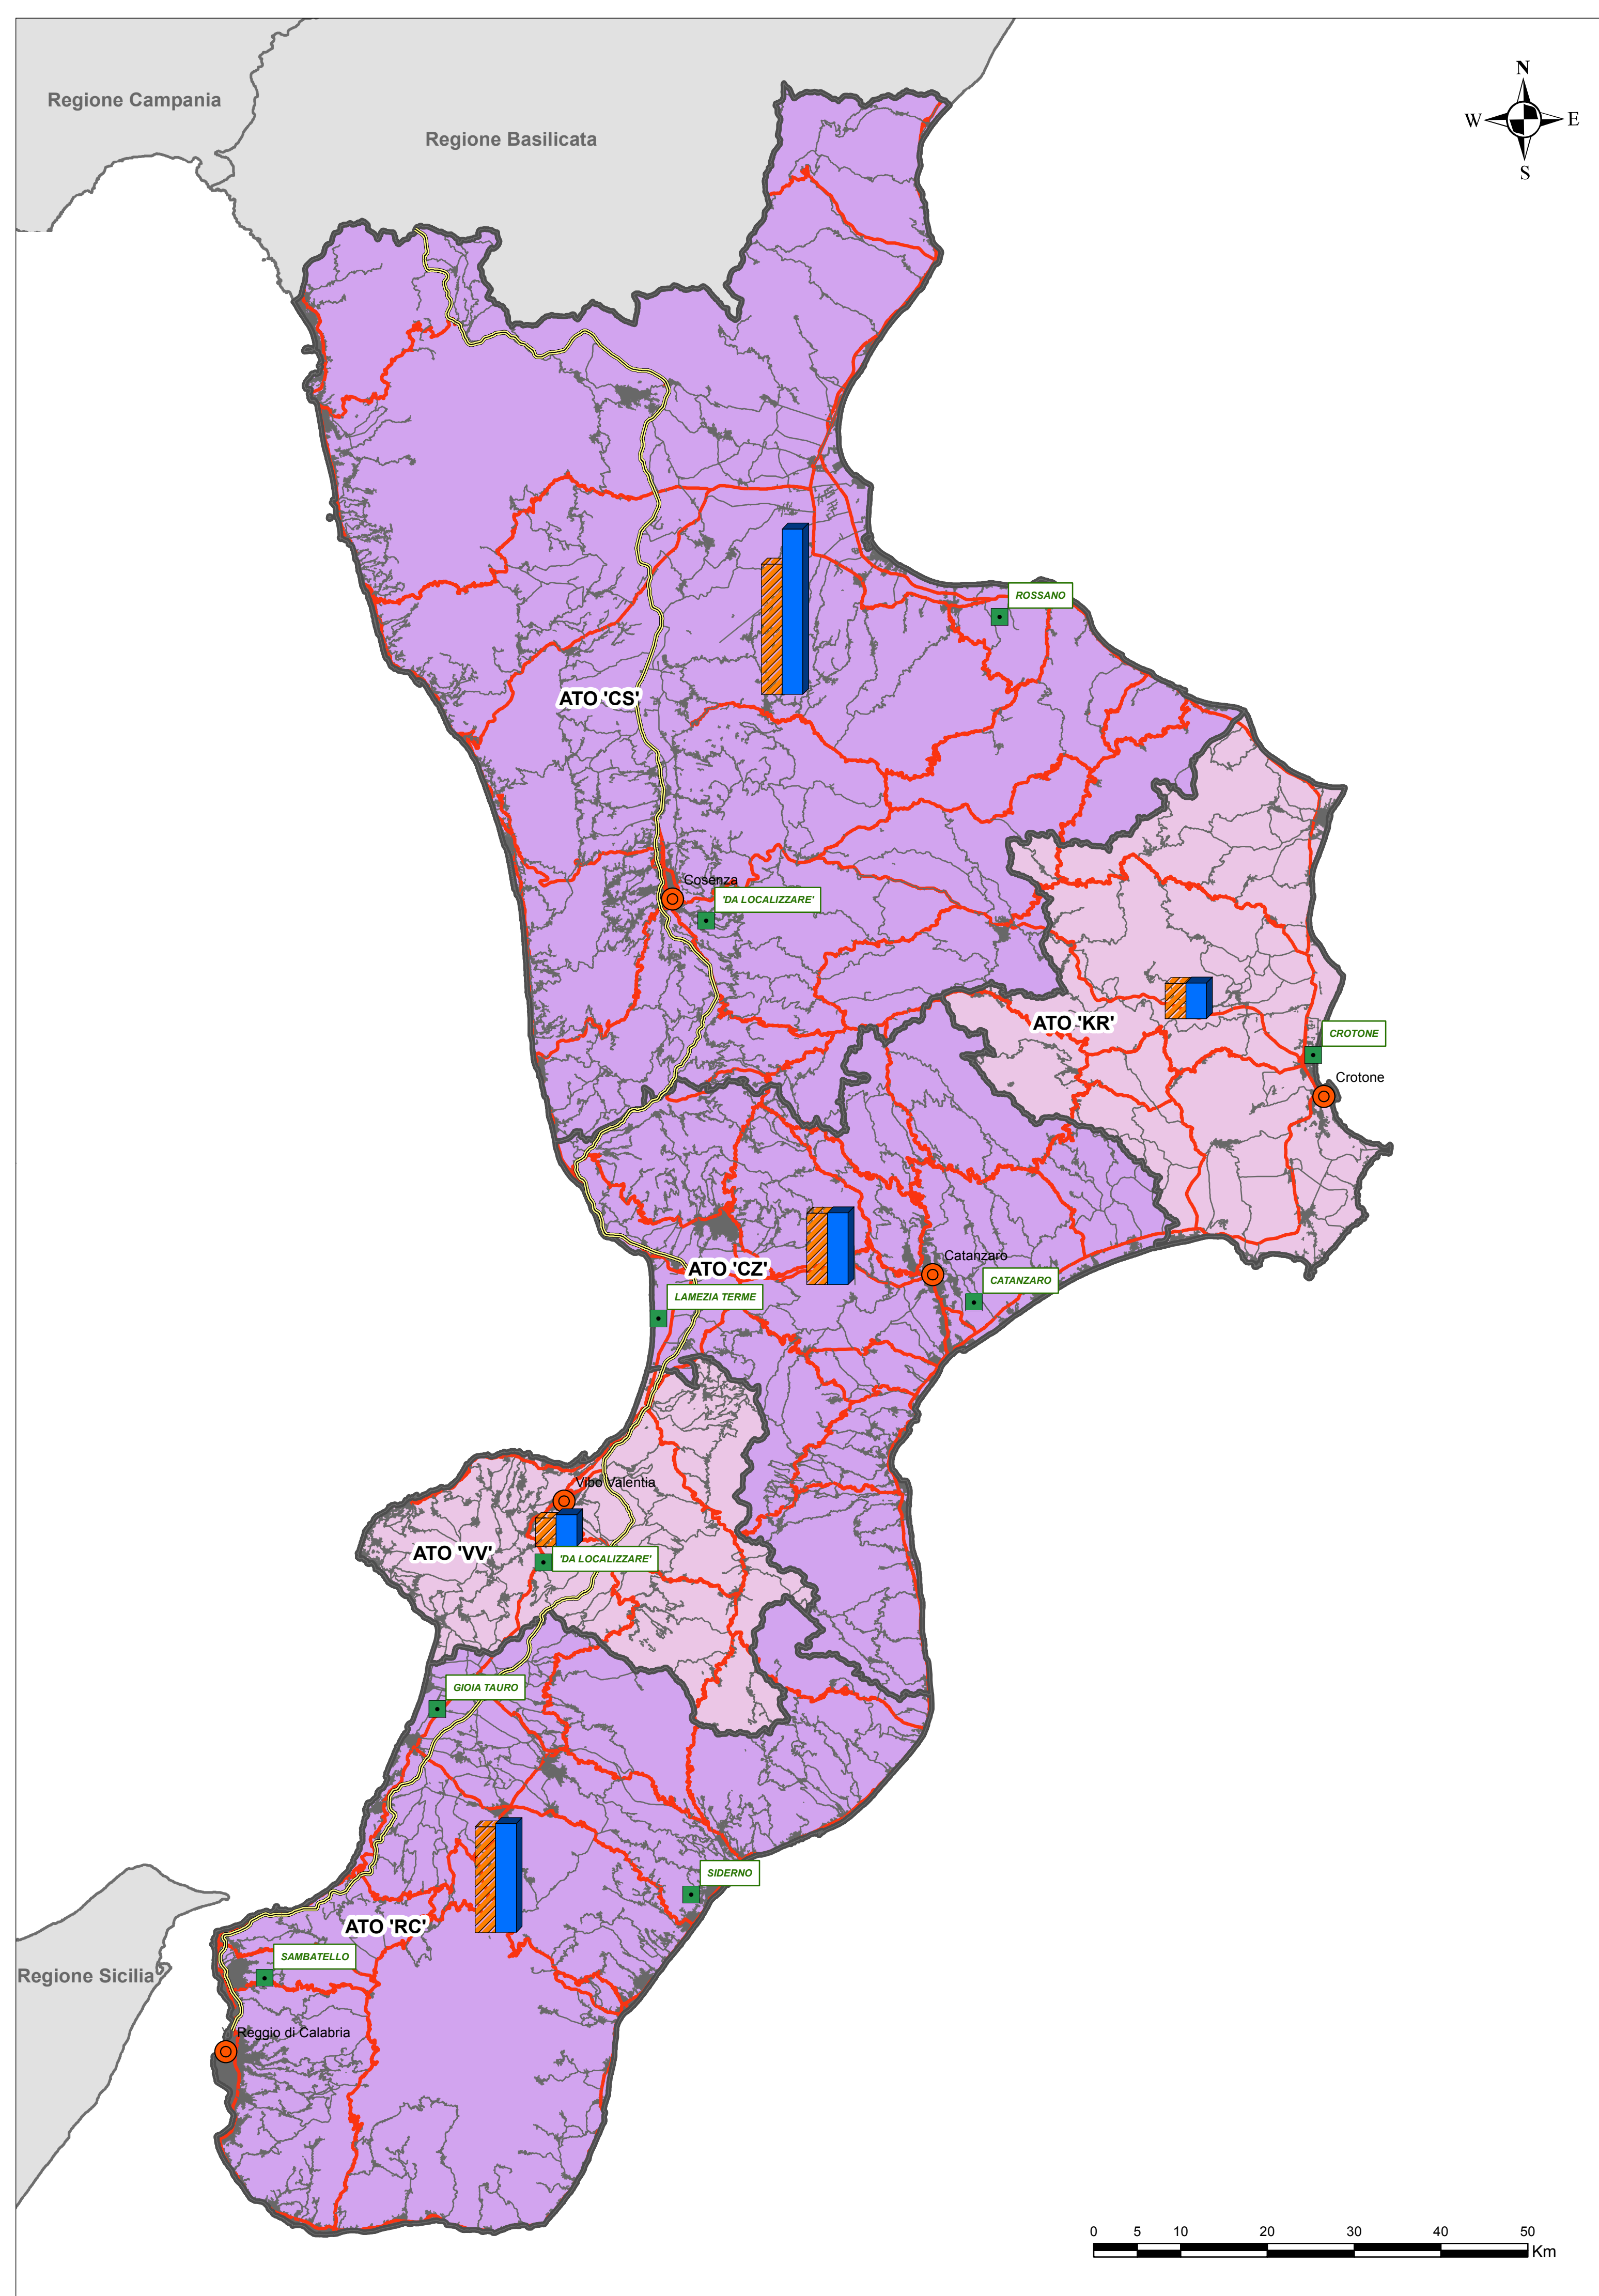 N
Regione Campania
W
E
Regione Basilicata
S
ROSSANO
ATO 'CS'
Cosenza
'DA LOCALIZZARE'
ATO 'KR'
CROTONE
Crotone
Catanzaro
ATO 'CZ'
CATANZARO
LAMEZIA TERME
Vibo Valentia
ATO 'VV'
'DA LOCALIZZARE'
GIOIA TAURO
SIDERNO
ATO 'RC'
SAMBATELLO
Regione Sicilia
Reggio di Calabria
0 5 10 20 30 40 50
Km